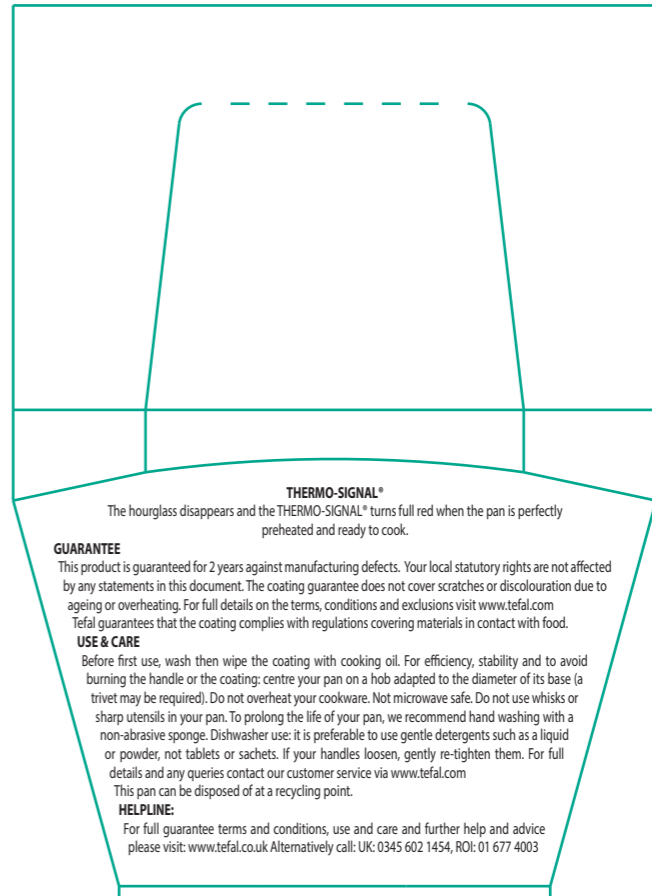 THERMO-SIGNAL®
The hourglass disappears and the THERMO-SIGNAL® turns full red when the pan is perfectly
preheated and ready to cook.
GUARANTEE
This product is guaranteed for 2 years against manufacturing defects. Your local statutory rights are not affected
by any statements in this document. The coating guarantee does not cover scratches or discolouration due to
ageing or overheating. For full details on the terms, conditions and exclusions visit www.tefal.com
Tefal guarantees that the coating complies with regulations covering materials in contact with food.
USE & CARE
Before first use, wash then wipe the coating with cooking oil. For efficiency, stability and to avoid
burning the handle or the coating: centre your pan on a hob adapted to the diameter of its base (a
trivet may be required). Do not overheat your cookware. Not microwave safe. Do not use whisks or
sharp utensils in your pan. To prolong the life of your pan, we recommend hand washing with a
non-abrasive sponge. Dishwasher use: it is preferable to use gentle detergents such as a liquid
or powder, not tablets or sachets. If your handles loosen, gently re-tighten them. For full
details and any queries contact our customer service via www.tefal.com
This pan can be disposed of at a recycling point.
HELPLINE:
For full guarantee terms and conditions, use and care and further help and advice
please visit: www.tefal.co.uk Alternatively call: UK: 0345 602 1454, ROI: 01 677 4003